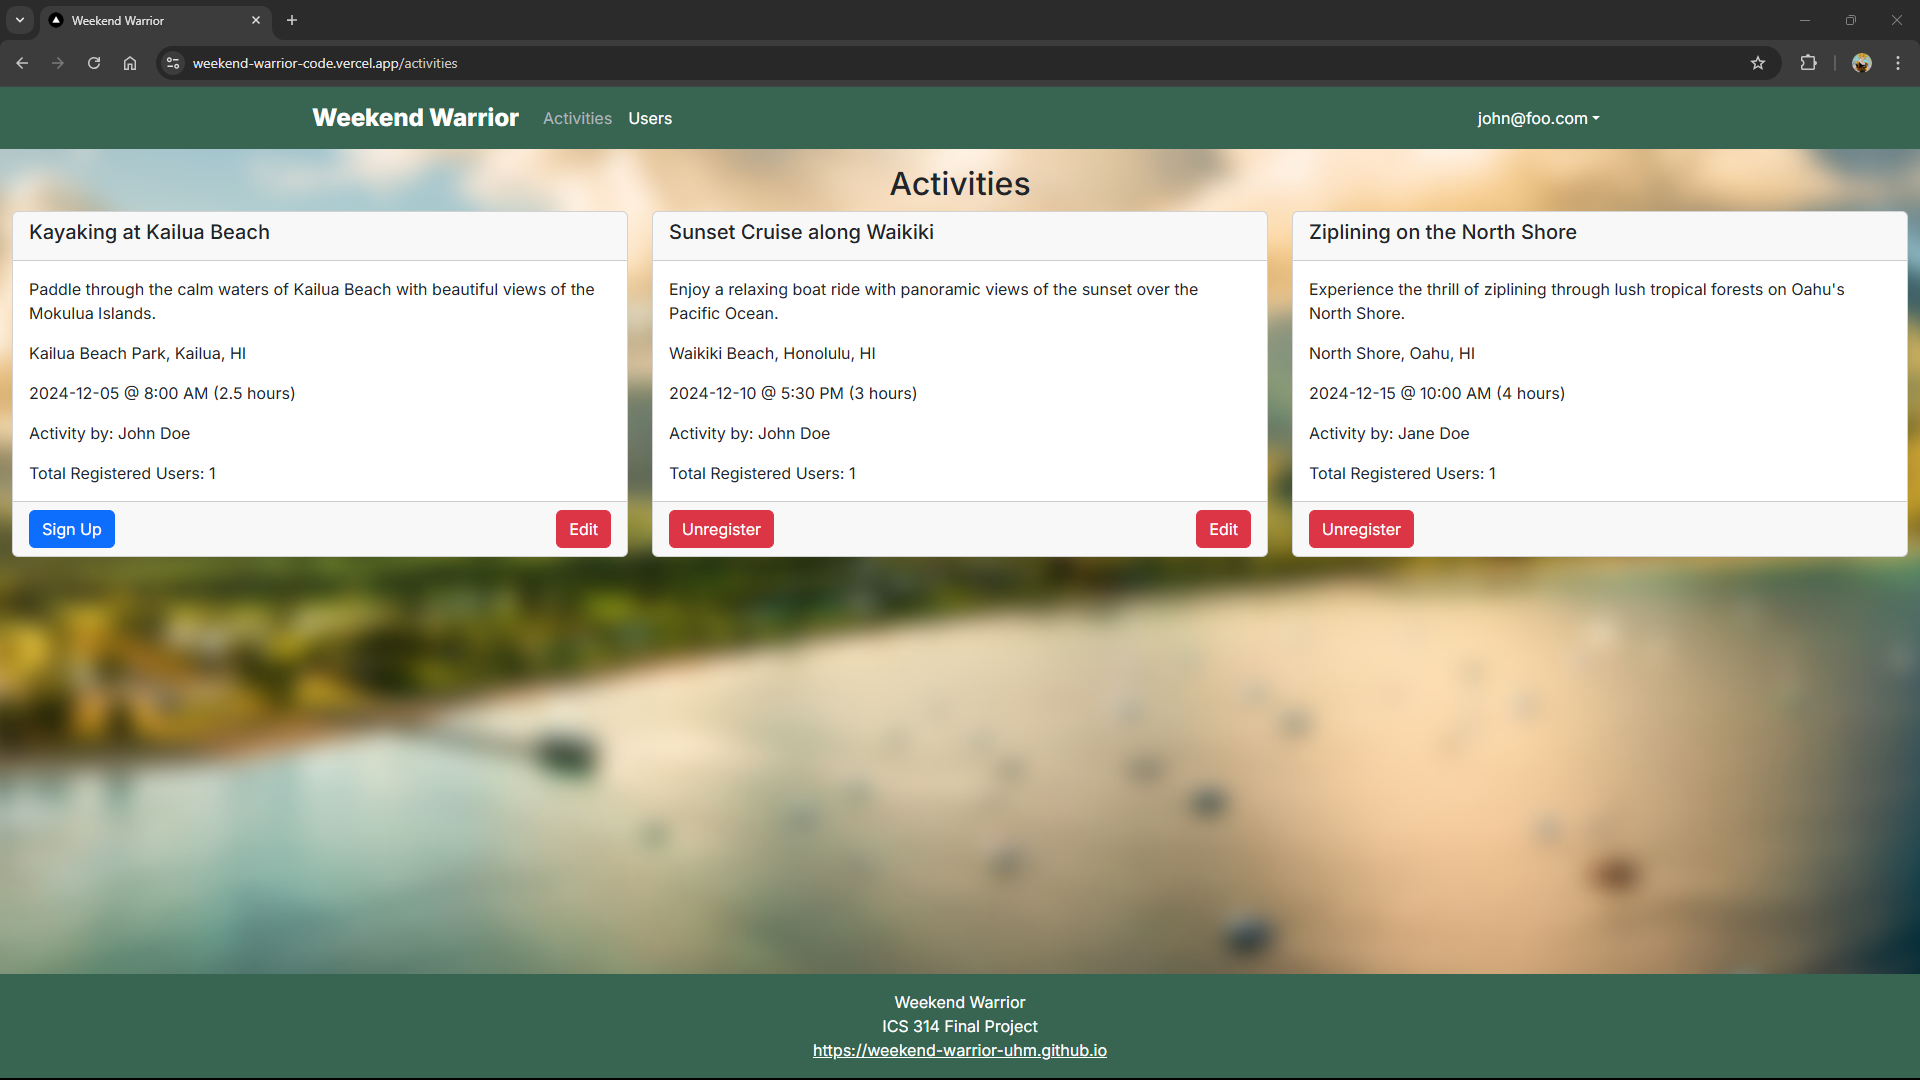 Weekend Warrior
weekend-warrior-code.vercel.app/activities
Weekend Warrior Activities Users john@foo.com
Activities
Kayaking at Kailua Beach
Paddle through the calm waters of Kailua Beach with beautiful views of the
Mokulua Islands.
Kailua Beach Park, Kailua, HI
2024-12-05 @ 8:00 AM (2.5 hours)
Activity by: John Doe
Total Registered Users: 1
Sign Up Edit
Sunset Cruise along Waikiki
Enjoy a relaxing boat ride with panoramic views of the sunset over the
Pacific Ocean.
Waikiki Beach, Honolulu, HI
2024-12-10 @ 5:30 PM (3 hours)
Activity by: John Doe
Total Registered Users: 1
Unregister Edit
Ziplining on the North Shore
Experience the thrill of ziplining through lush tropical forests on Oahu's
North Shore.
North Shore, Oahu, HI
2024-12-15 @ 10:00 AM (4 hours)
Activity by: Jane Doe
Total Registered Users: 1
Unregister
Weekend Warrior
ICS 314 Final Project
https://weekend-warrior-uhm.github.io